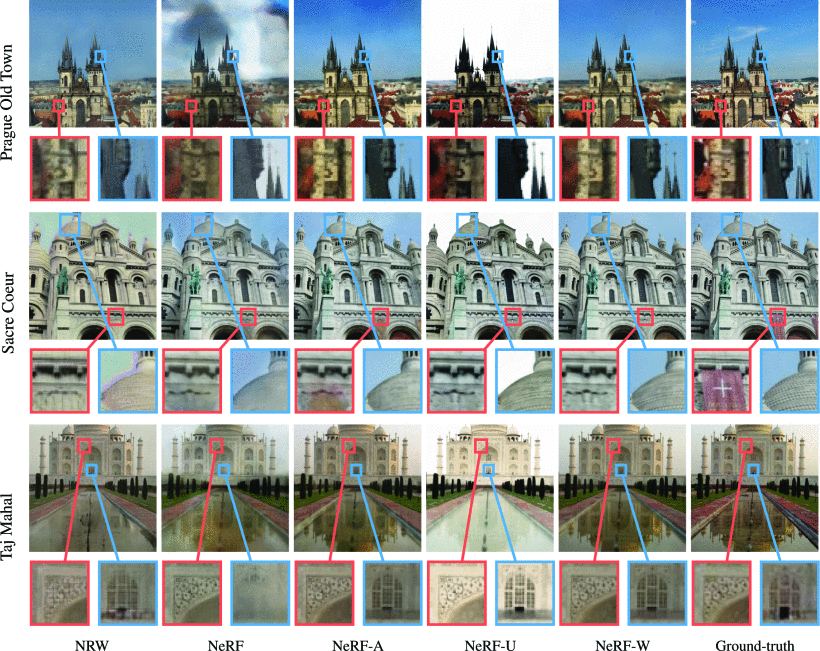 Prague Old Town
Sacre Coeur
Taj Mahal
NRW
NeRF
NeRF-A
NeRF-U
NeRF-W
Ground-truth